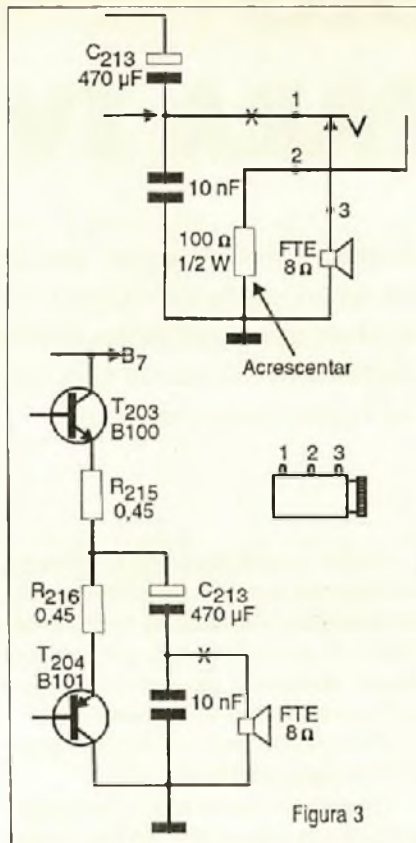 C213
470 µF
1
X
2
10 nF
3
100 Ω
1/2 W
FTE
8 Ω
Acrescentar
B7
T203
B100
1 2 3
R215
0,45
R216
0,45
C213
470 µF
X
T204
B101
10 nF
FTE
8 Ω
Figura 3